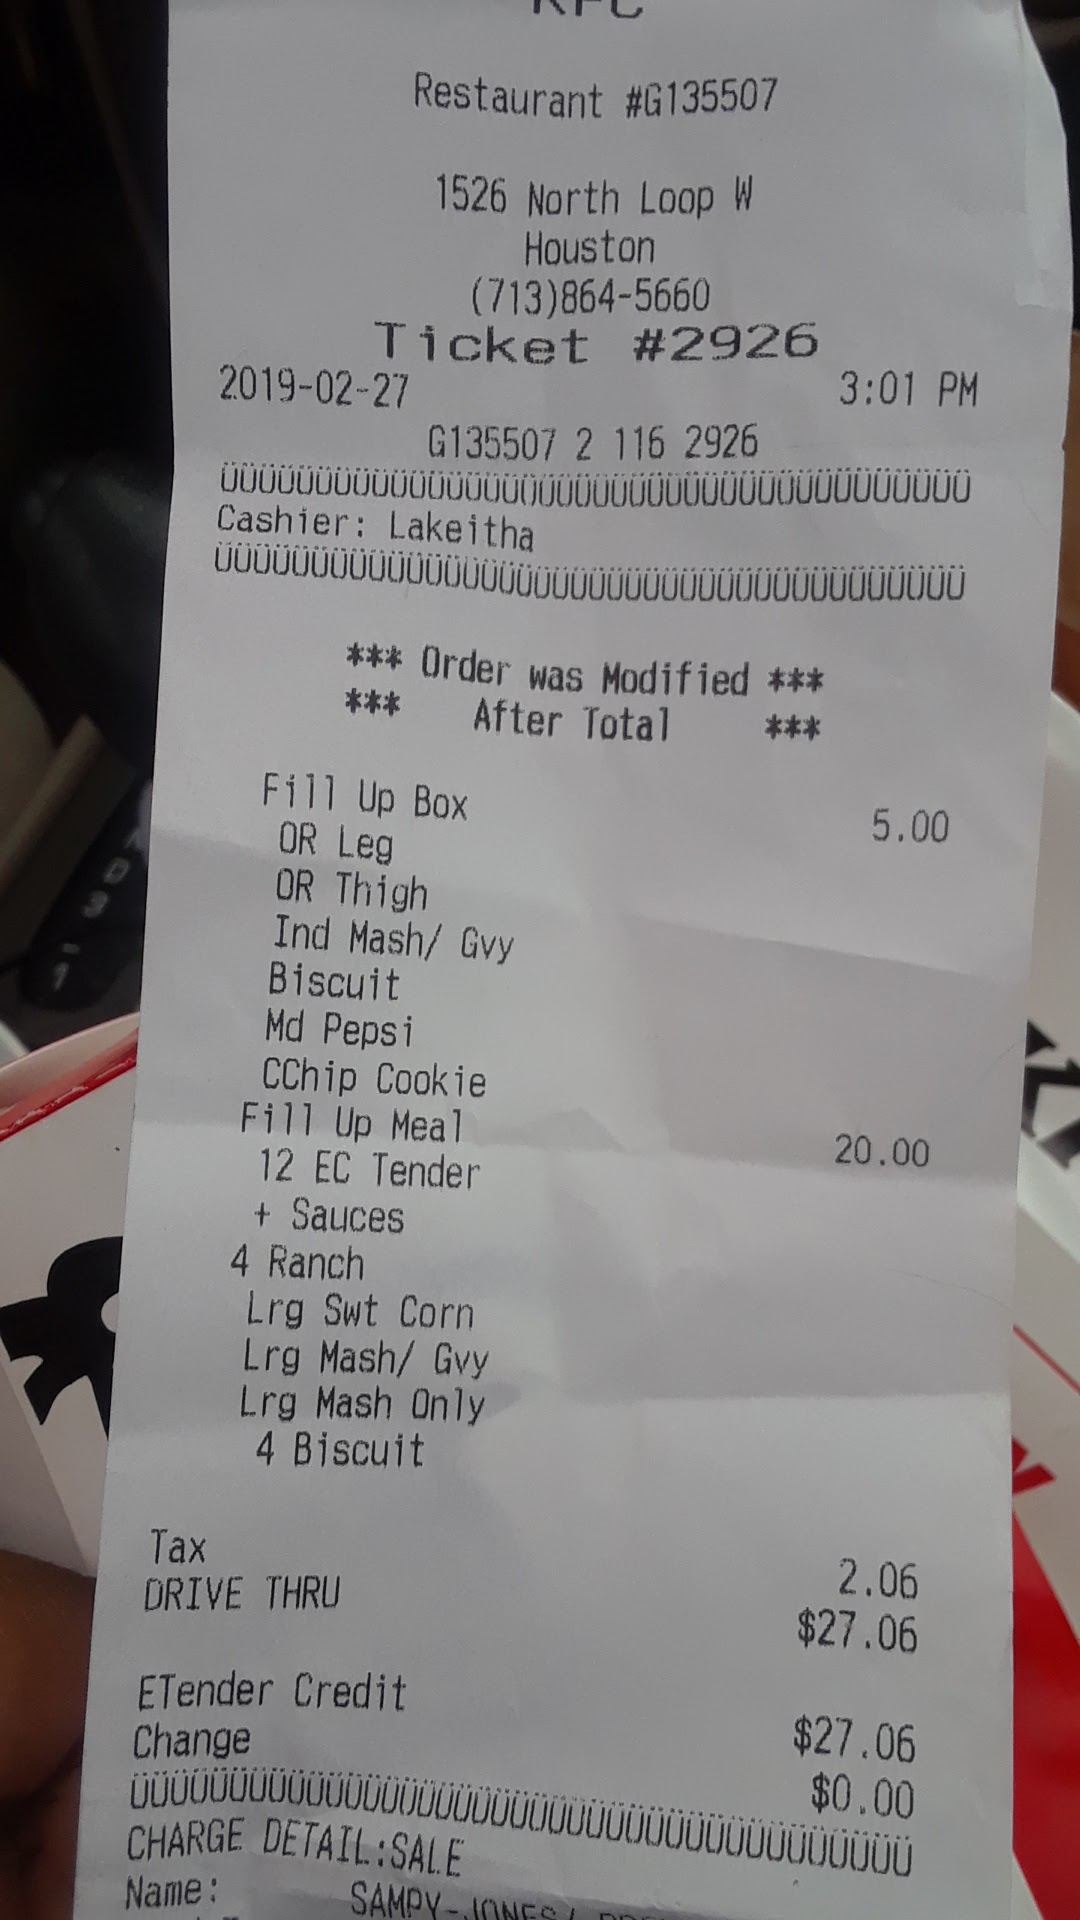 KFC
Restaurant #G135507
1526 North Loop W
Houston
(713)864-5660
Ticket #2926
2019-02-27 3:01 PM
G135507 2 116 2926
ÜÜÜÜÜÜÜÜÜÜÜÜÜÜÜÜÜÜÜÜÜÜÜÜÜÜÜÜÜÜÜÜÜÜÜÜÜÜÜÜ
Cashier: Lakeitha
ÜÜÜÜÜÜÜÜÜÜÜÜÜÜÜÜÜÜÜÜÜÜÜÜÜÜÜÜÜÜÜÜÜÜÜÜÜÜÜÜ
*** Order was Modified ***
*** After Total ***
Fill Up Box 5.00
OR Leg
OR Thigh
Ind Mash/ Gvy
Biscuit
Md Pepsi
CChip Cookie
Fill Up Meal 20.00
12 EC Tender
+ Sauces
4 Ranch
Lrg Swt Corn
Lrg Mash/ Gvy
Lrg Mash Only
4 Biscuit
Tax 2.06
DRIVE THRU $27.06
ETender Credit $27.06
Change $0.00
ÜÜÜÜÜÜÜÜÜÜÜÜÜÜÜÜÜÜÜÜÜÜÜÜÜÜÜÜÜÜÜÜÜÜÜÜÜÜÜÜ
CHARGE DETAIL:SALE
Name: SAMPY-JONES/